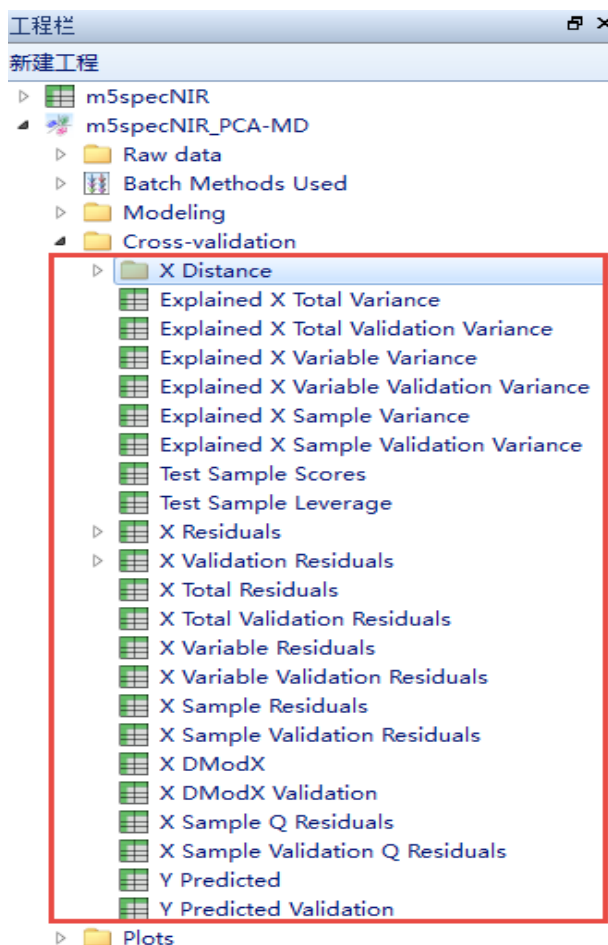 工程栏
新建工程
m5specNIR
m5specNIR_PCA-MD
Raw data
Batch Methods Used
Modeling
Cross-validation
X Distance
Explained X Total Variance
Explained X Total Validation Variance
Explained X Variable Variance
Explained X Variable Validation Variance
Explained X Sample Variance
Explained X Sample Validation Variance
Test Sample Scores
Test Sample Leverage
X Residuals
X Validation Residuals
X Total Residuals
X Total Validation Residuals
X Variable Residuals
X Variable Validation Residuals
X Sample Residuals
X Sample Validation Residuals
X DModX
X DModX Validation
X Sample Q Residuals
X Sample Validation Q Residuals
Y Predicted
Y Predicted Validation
Plots